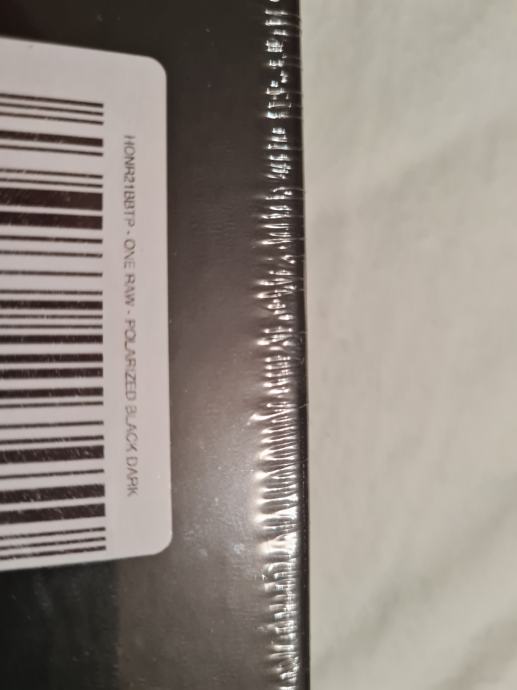 HONR21BBTP - ONE RAW - POLARIZED BLACK DARK